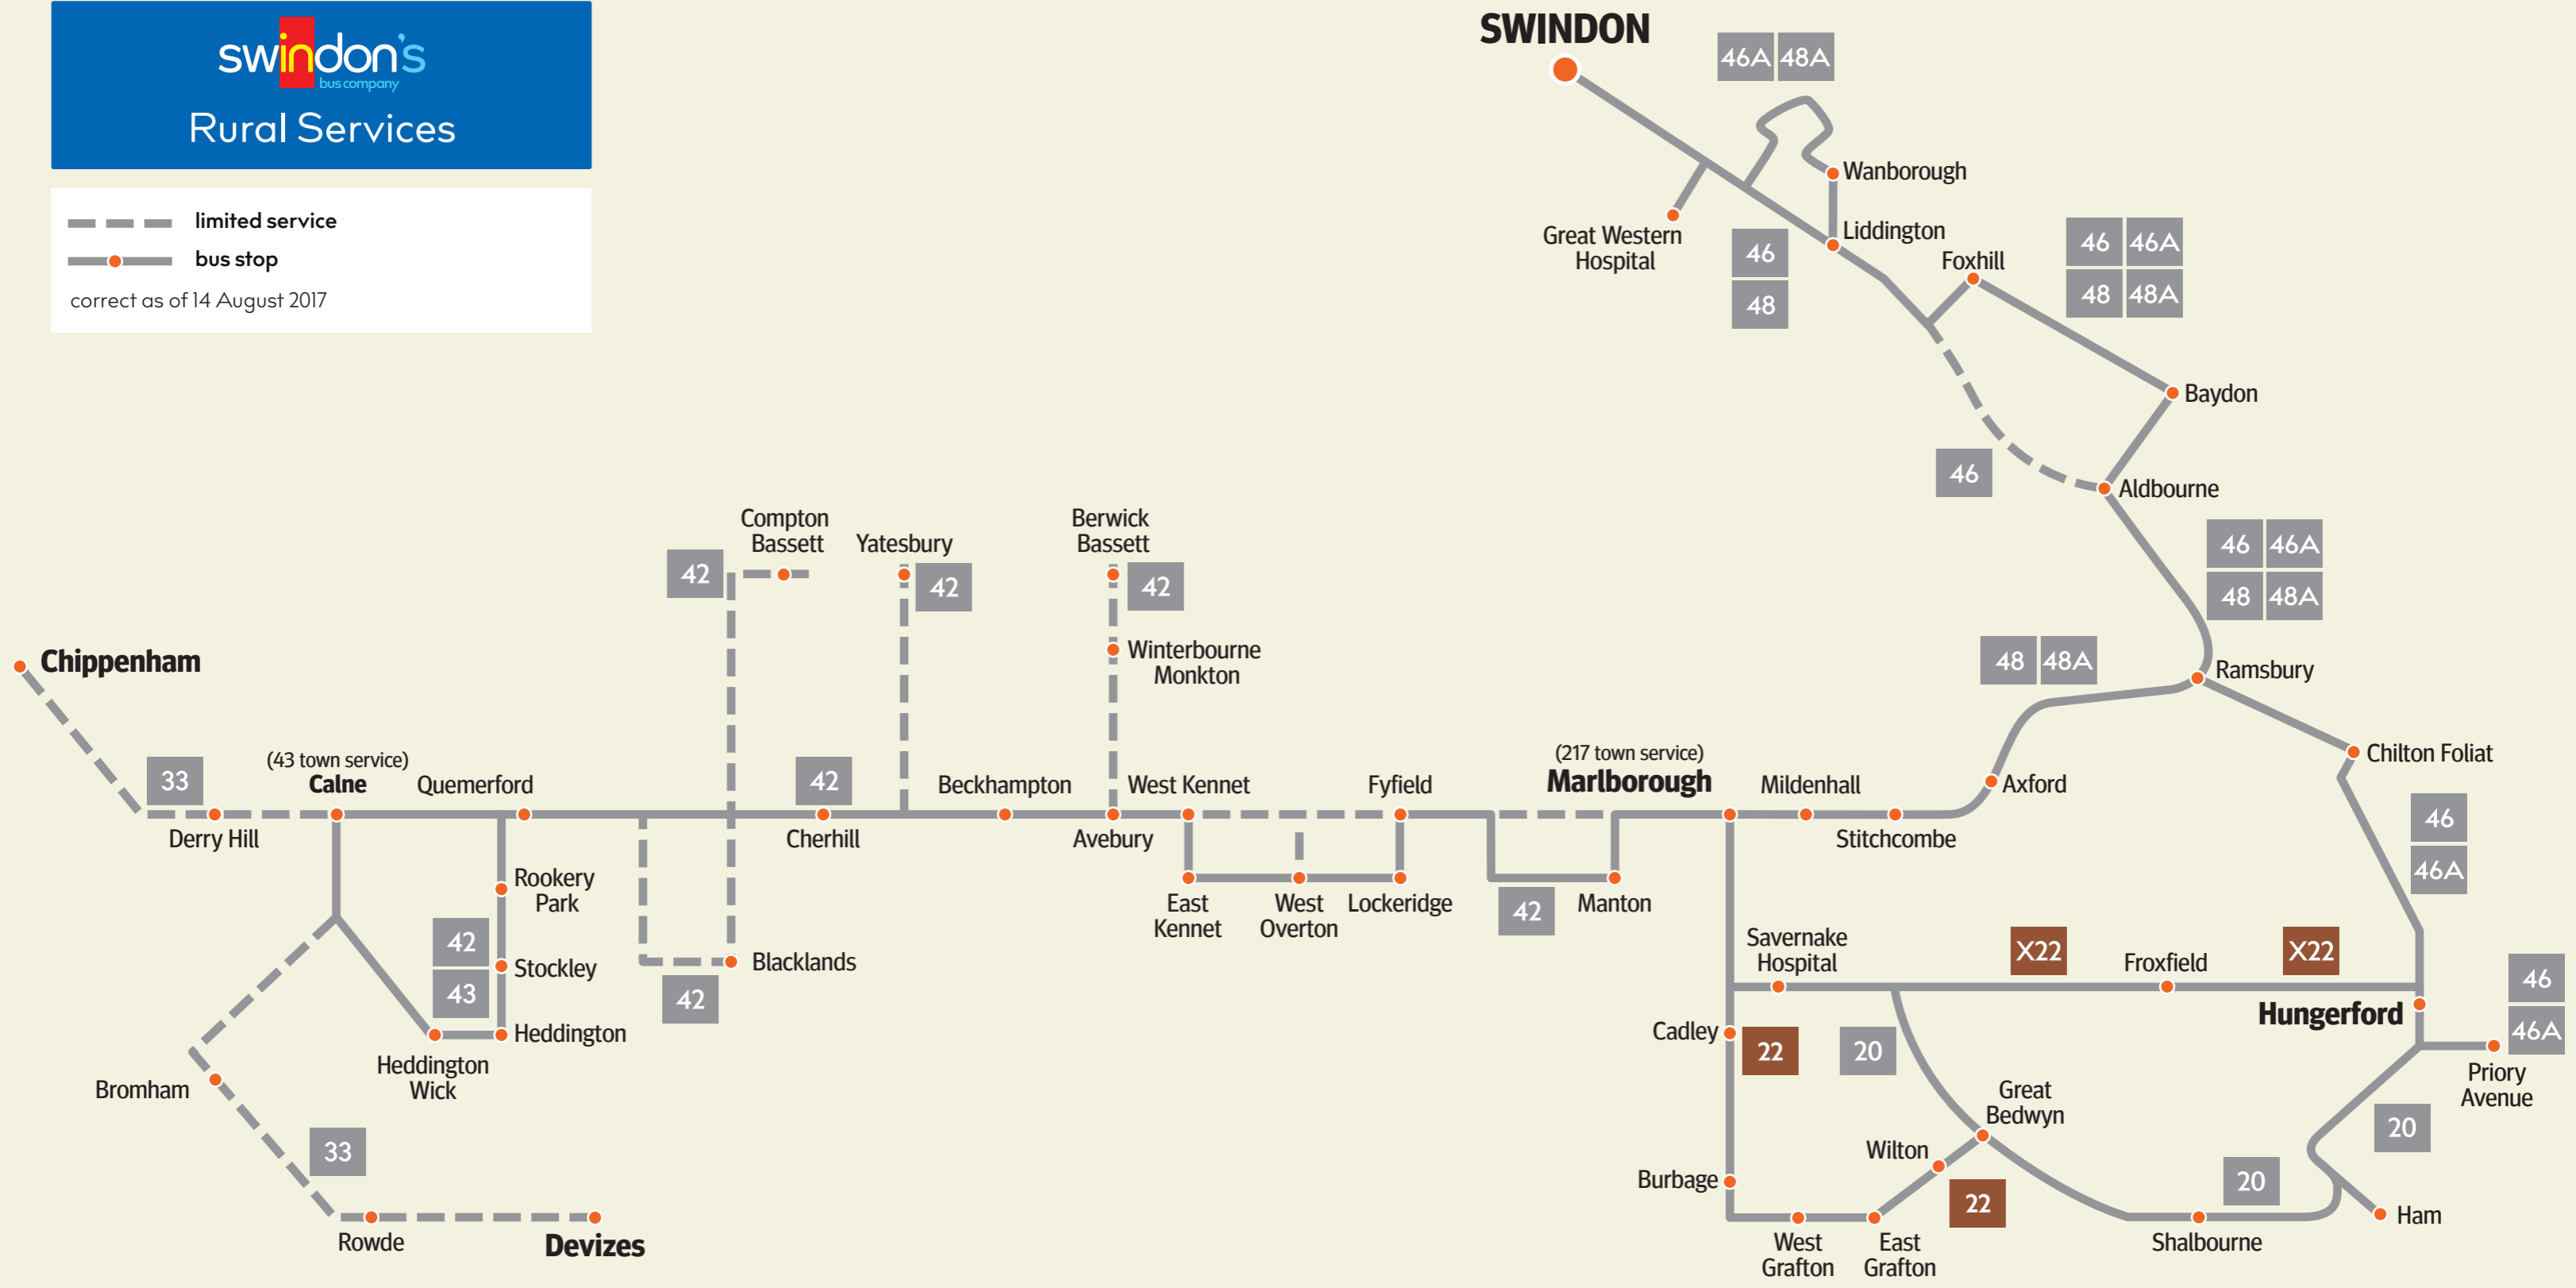 swindon's
bus company
Rural Services
limited service
bus stop
correct as of 14 August 2017
SWINDON
46A 48A
Wanborough
Great Western
Hospital
Liddington
46
48
Foxhill
46 46A
48 48A
Baydon
46
Aldbourne
46 46A
48 48A
48 48A
Ramsbury
Chilton Foliat
46
46A
Axford
Compton
Bassett
42
Yatesbury
42
Berwick
Bassett
42
Winterbourne
Monkton
Chippenham
33
Derry Hill
(43 town service)
Calne
Quemerford
42
Cherhill
Beckhampton
Avebury
West Kennet
Fyfield
(217 town service)
Marlborough
Mildenhall
Stitchcombe
Rookery
Park
42
43
Stockley
Heddington
Heddington
Wick
Blacklands
42
East
Kennet
West
Overton
Lockeridge
42
Manton
Savernake
Hospital
X22
Froxfield
X22
Hungerford
46
46A
Priory
Avenue
Cadley
22
20
Great
Bedwyn
Wilton
22
Burbage
West
Grafton
East
Grafton
20
20
Shalbourne
Ham
Bromham
33
Rowde
Devizes